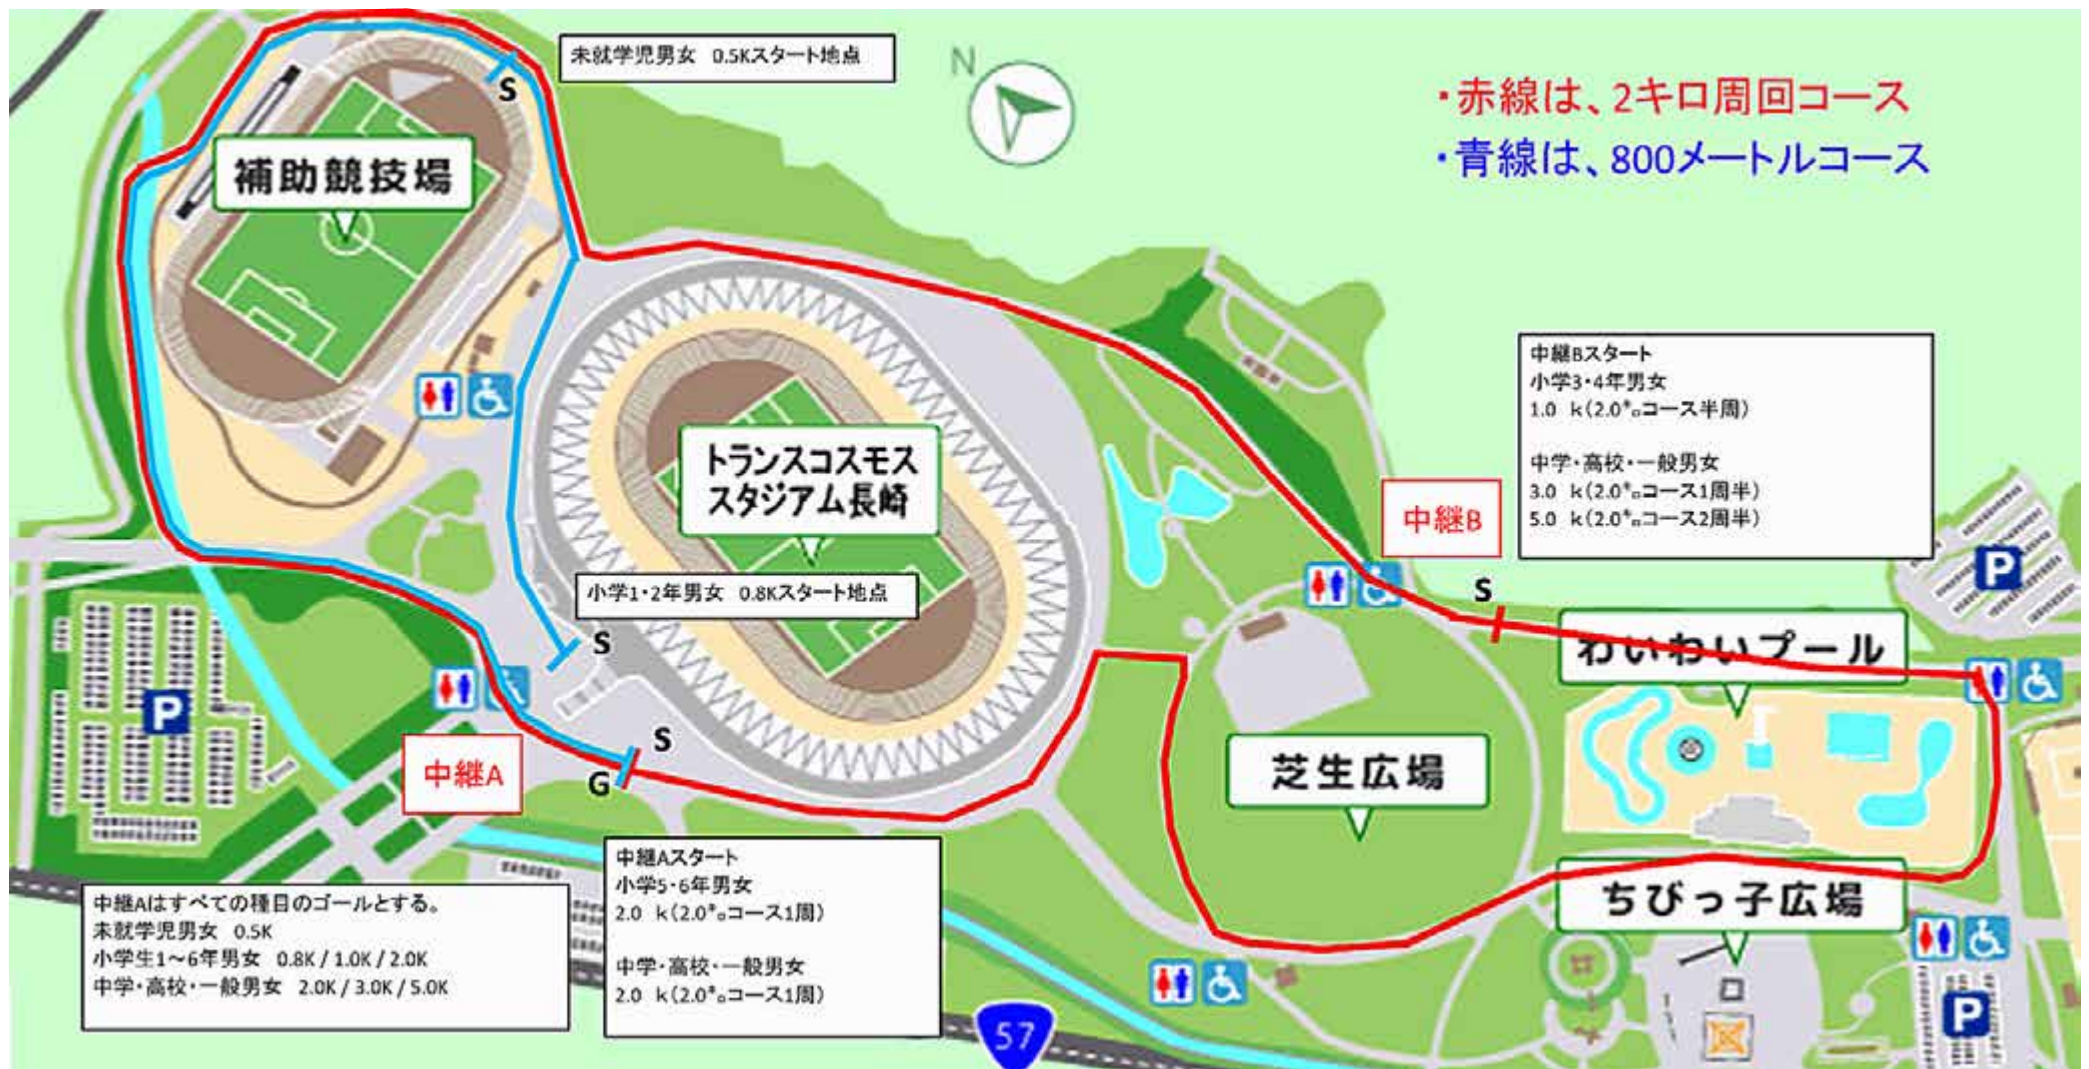 未就学児男女 0.5Kスタート地点
N
・赤線は、2キロ周回コース
・青線は、800メートルコース
S
補助競技場
中継Bスタート
小学3・4年男女
1.0 k(2.0㌔コース半周)
中学・高校・一般男女
3.0 k(2.0㌔コース1周半)
5.0 k(2.0㌔コース2周半)
トランスコスモス
スタジアム長崎
中継B
S
P
小学1・2年男女 0.8Kスタート地点
S
わいわいプール
P
中継A
S
G
芝生広場
ちびっ子広場
中継Aスタート
小学5・6年男女
2.0 k(2.0㌔コース1周)
中学・高校・一般男女
2.0 k(2.0㌔コース1周)
中継Aはすべての種目のゴールとする。
未就学児男女 0.5K
小学生1~6年男女 0.8K / 1.0K / 2.0K
中学・高校・一般男女 2.0K / 3.0K / 5.0K
57
P